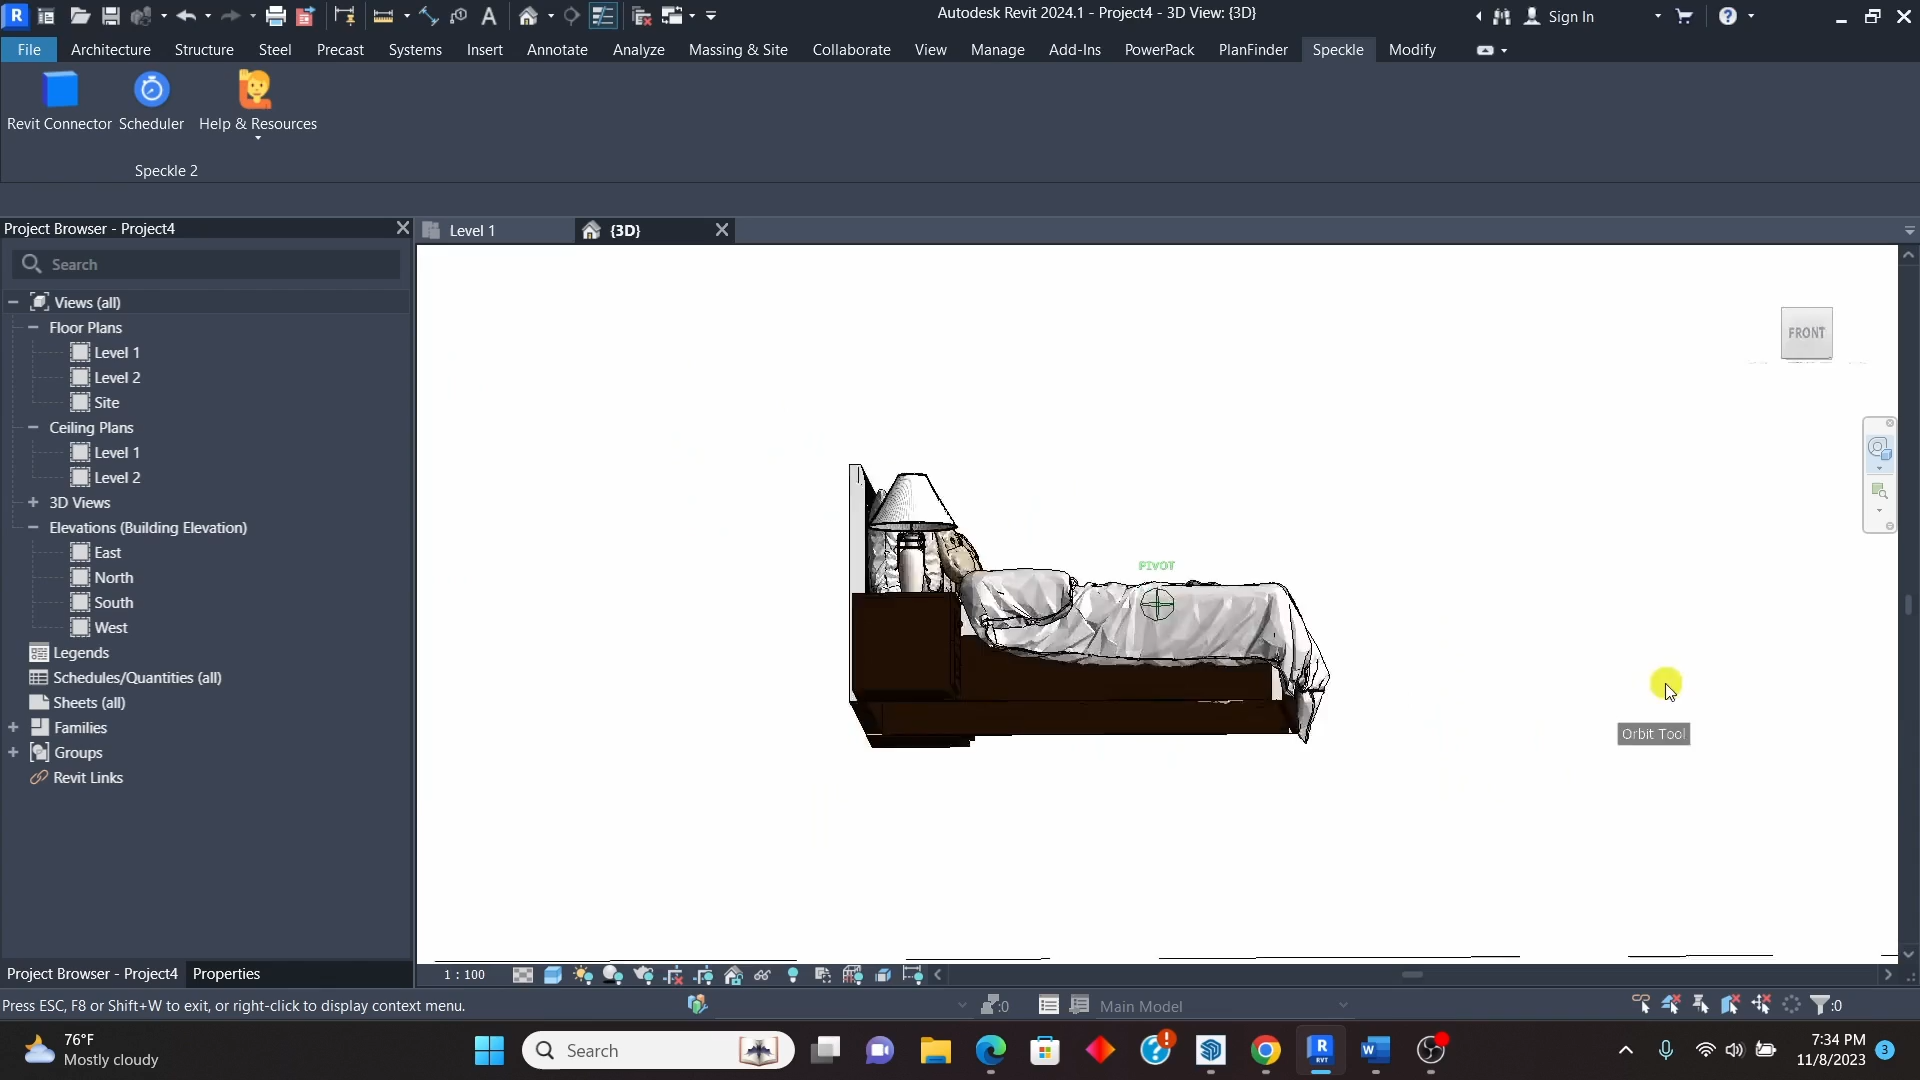 Autodesk Revit 2024.1 - Project4 - 3D View: {3D}
Sign In
File Architecture Structure Steel Precast Systems Insert Annotate Analyze Massing & Site Collaborate View Manage Add-Ins PowerPack PlanFinder Speckle Modify
Revit Connector Scheduler Help & Resources
Speckle 2
Project Browser - Project4
Level 1 {3D}
Search
FRONT
Views (all)
Floor Plans
Level 1
Level 2
Site
Ceiling Plans
Level 1
Level 2
3D Views
Elevations (Building Elevation)
East
North
South
West
Legends
Schedules/Quantities (all)
Sheets (all)
Families
Groups
Revit Links
PIVOT
Orbit Tool
Project Browser - Project4 Properties
1 : 100
Press ESC, F8 or Shift+W to exit, or right-click to display context menu.
:0
Main Model
:0
76°F
Mostly cloudy
Search
7:34 PM
11/8/2023
3